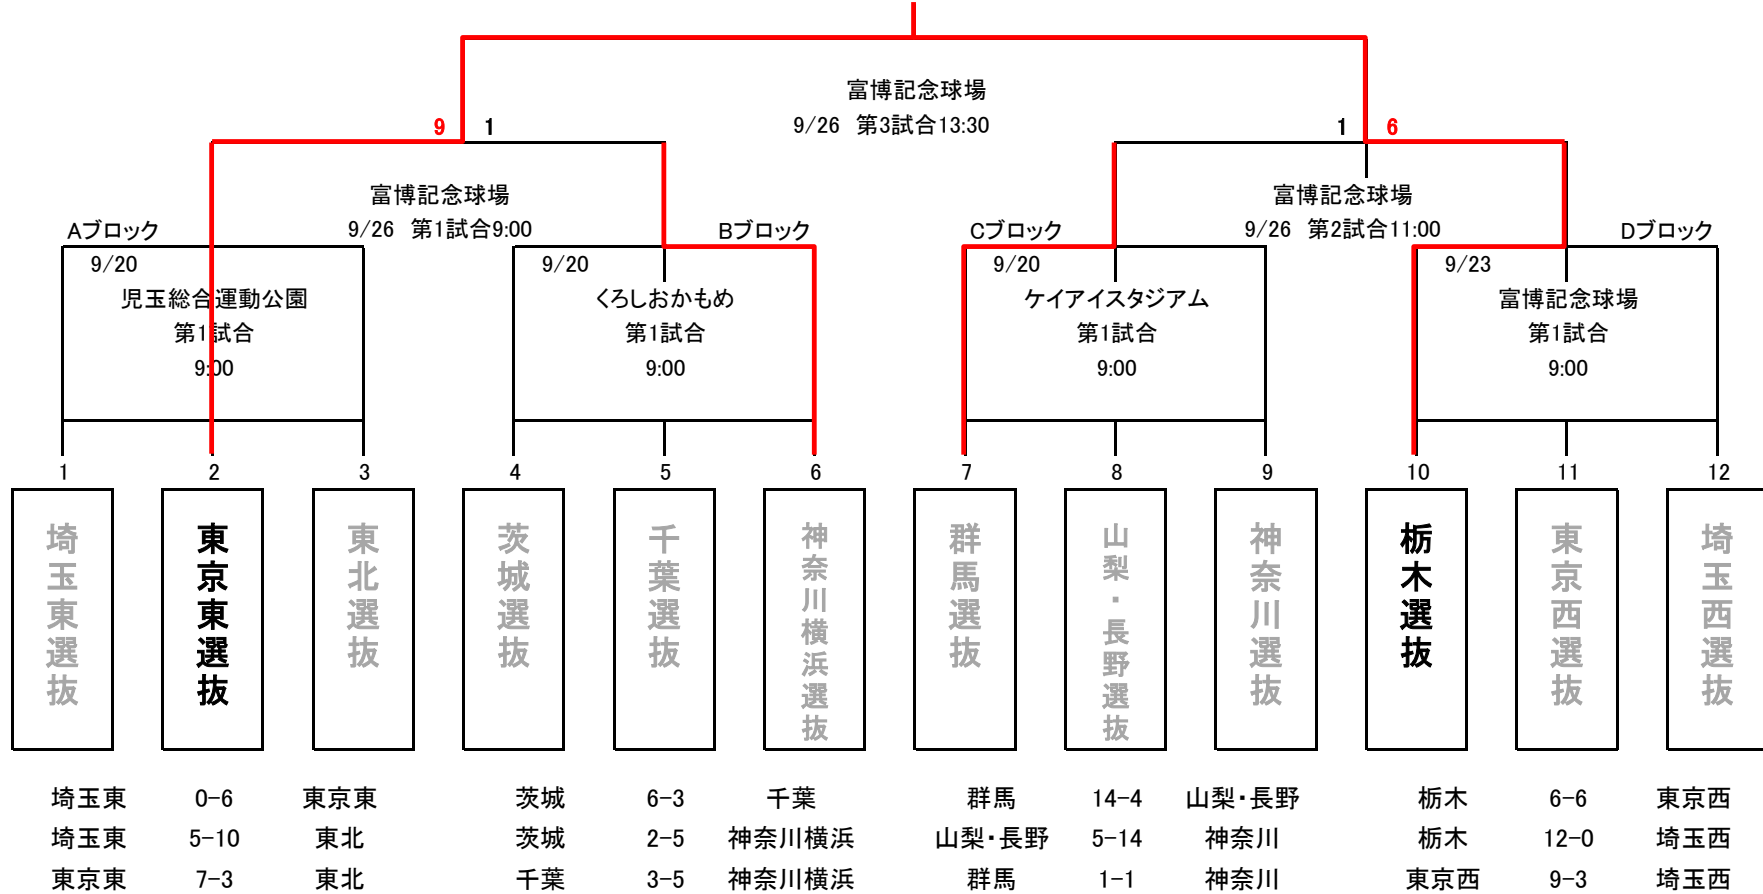 富博記念球場
9/26 第3試合13:30
9 1
1 6
富博記念球場
9/26 第1試合9:00
富博記念球場
9/26 第2試合11:00
Aブロック
Bブロック
Cブロック
Dブロック
9/20
児玉総合運動公園
第1試合
9:00
9/20
くろしおかもめ
第1試合
9:00
9/20
ケイアイスタジアム
第1試合
9:00
9/23
富博記念球場
第1試合
9:00
1 2 3 4 5 6 7 8 9 10 11 12
埼玉東選抜
東京東選抜
東北選抜
茨城選抜
千葉選抜
神奈川横浜選抜
群馬選抜
山梨・長野選抜
神奈川選抜
栃木選抜
東京西選抜
埼玉西選抜
埼玉東 0-6 東京東 茨城 6-3 千葉 群馬 14-4 山梨・長野 栃木 6-6 東京西
埼玉東 5-10 東北 茨城 2-5 神奈川横浜 山梨・長野 5-14 神奈川 栃木 12-0 埼玉西
東京東 7-3 東北 千葉 3-5 神奈川横浜 群馬 1-1 神奈川 東京西 9-3 埼玉西